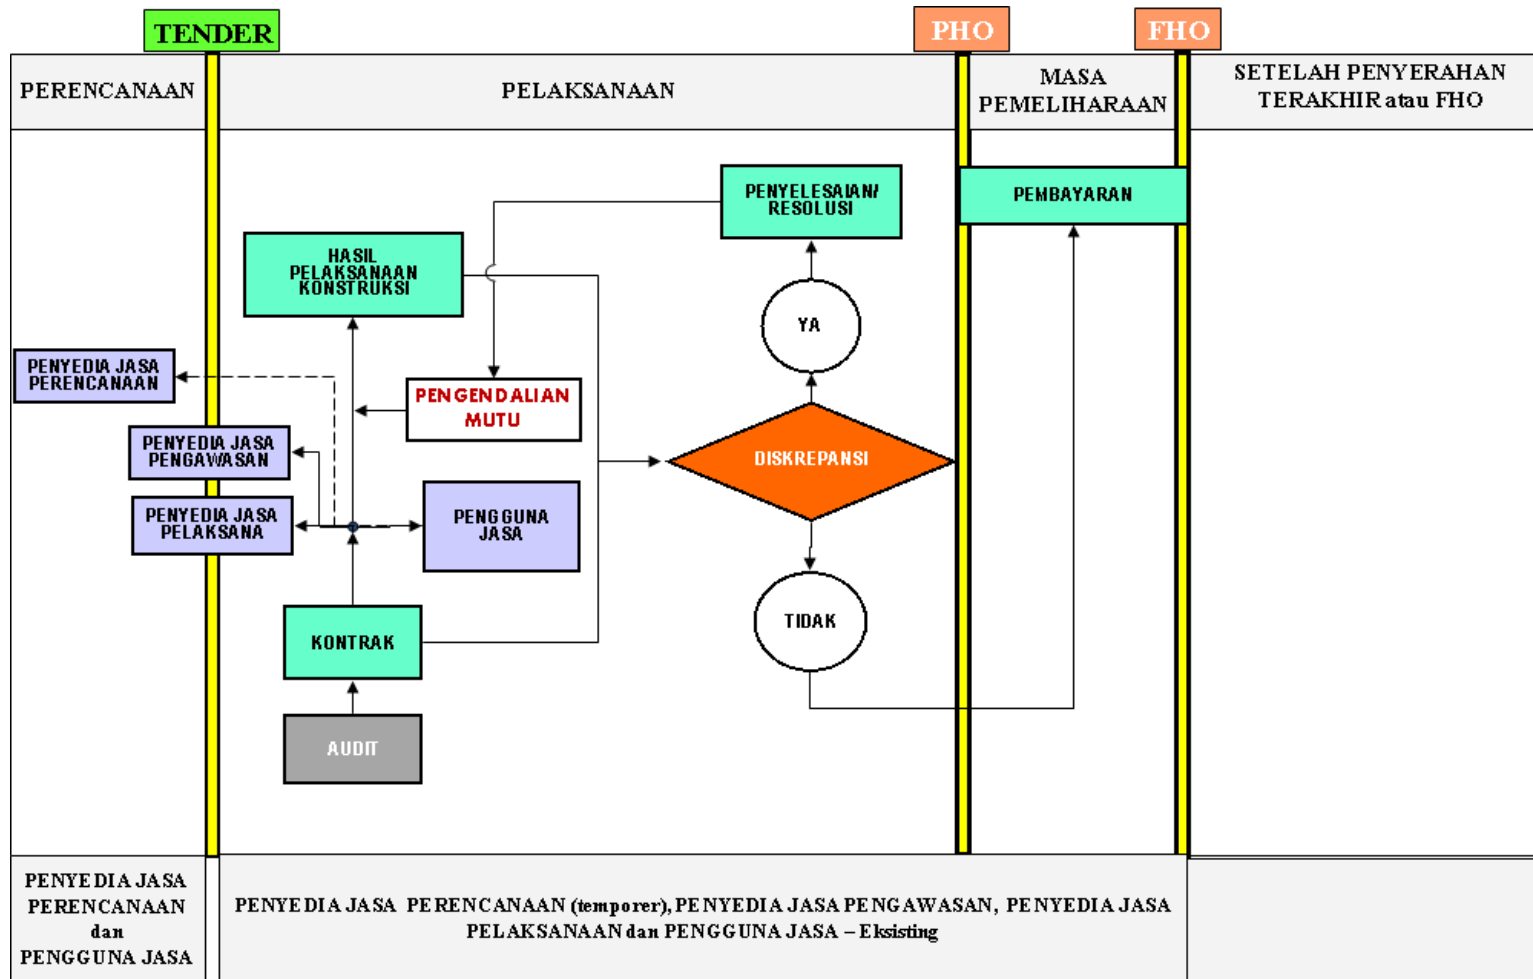 TENDER
PHO
FHO
PERENCANAAN
PELAKSANAAN
MASA
PEMELIHARAAN
SETELAH PENYERAHAN
TERAKHIR atau FHO
PENYELESAIAN/
RESOLUSI
PEMBAYARAN
HASIL
PELAKSANAAN
KONSTRUKSI
YA
PENYEDIA JASA
PERENCANAAN
PENGENDALIAN
MUTU
PENYEDIA JASA
PENGAWASAN
DISKREPANSI
PENYEDIA JASA
PELAKSANA
PENGGUNA
JASA
TIDAK
KONTRAK
AUDIT
PENYEDIA JASA
PERENCANAAN
dan
PENGGUNA JASA
PENYEDIA JASA PERENCANAAN (temporer), PENYEDIA JASA PENGAWASAN, PENYEDIA JASA
PELAKSANAAN dan PENGGUNA JASA – Eksisting